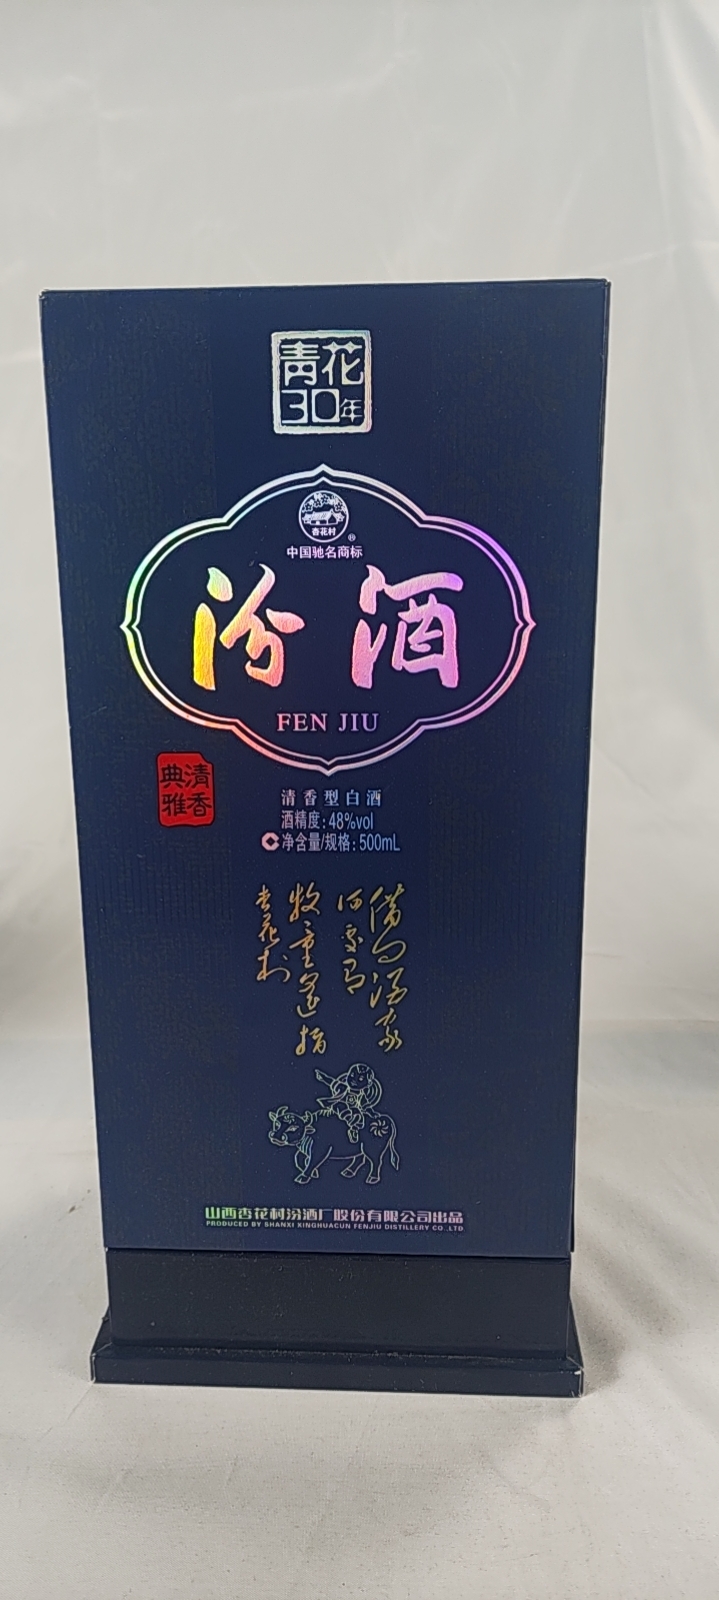 青花
30年
杏花村
®
中国驰名商标
汾酒
FEN JIU
清香
典雅
清香型白酒
酒精度:48%vol
净含量/规格:500mL
借问酒家
何处有
牧童遥指
杏花村
山西杏花村汾酒厂股份有限公司出品
PRODUCED BY SHANXI XINGHUACUN FENJIU DISTILLERY CO.,LTD